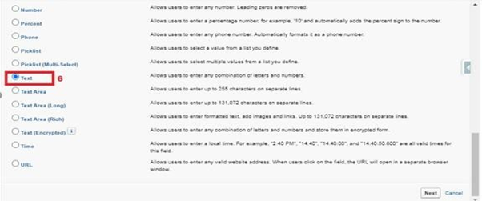 Number Allows users to enter any number. Leading zeros are removed.
Percent Allows users to enter a percentage number, for example, '10' and automatically adds the percent sign to the number.
Phone Allows users to enter any phone number. Automatically formats it as a phone number.
Picklist Allows users to select a value from a list you define.
Picklist (Multi-Select) Allows users to select multiple values from a list you define.
Text 6 Allows users to enter any combination of letters and numbers.
Text Area Allows users to enter up to 255 characters on separate lines.
Text Area (Long) Allows users to enter up to 131,072 characters on separate lines.
Text Area (Rich) Allows users to enter formatted text, add images and links. Up to 131,072 characters on separate lines.
Text (Encrypted) Allows users to enter any combination of letters and numbers and store them in encrypted form.
Time Allows users to enter a local time. For example, "2:40 PM", "14:40", "14:40:00", and "14:40:50.600" are all valid times for
this field.
URL Allows users to enter any valid website address. When users click on the field, the URL will open in a separate browser
window.
Next Cancel